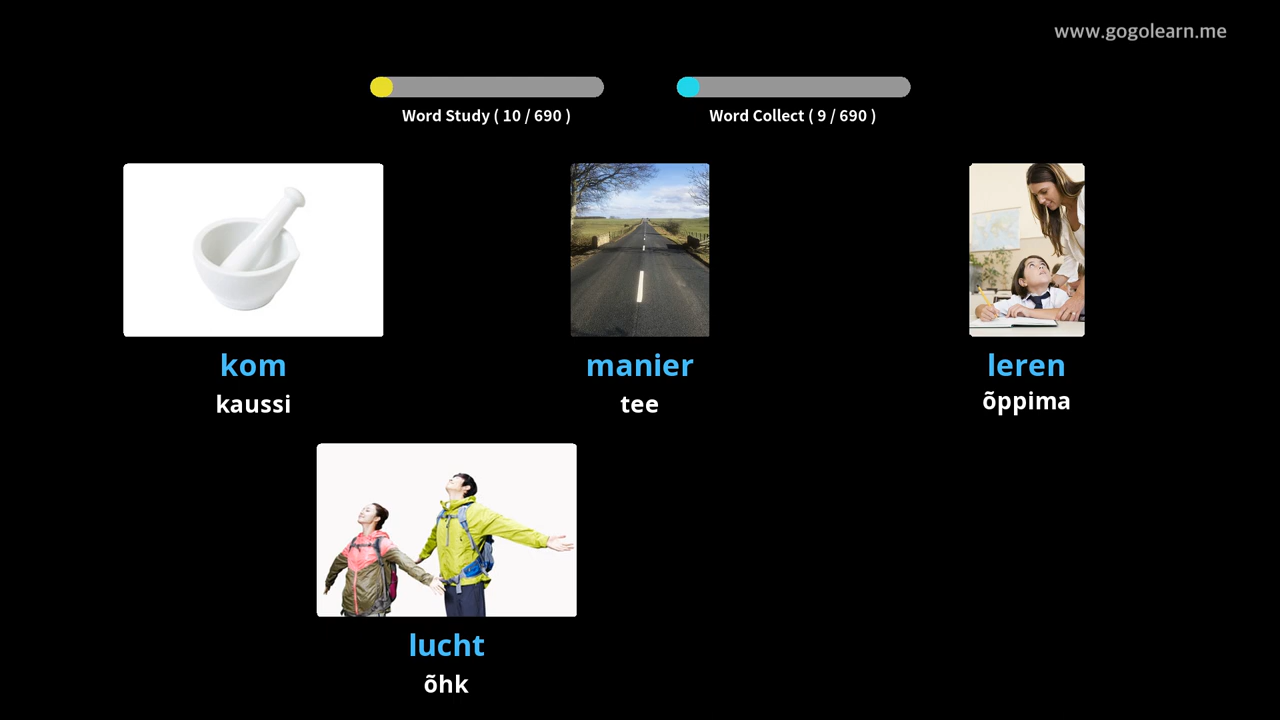 www.gogolearn.me
Word Study ( 10 / 690 )
Word Collect ( 9 / 690 )
kom
kaussi
manier
tee
leren
õppima
lucht
õhk